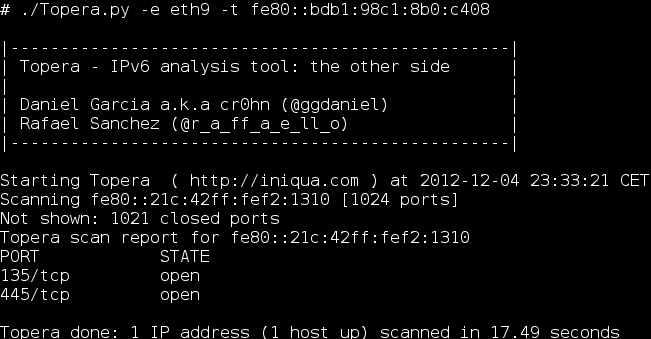 # ./Topera.py -e eth9 -t fe80::bdb1:98c1:8b0:c408
|--------------------------------------------------|
| Topera - IPv6 analysis tool: the other side      |
|                                                  |
| Daniel Garcia a.k.a cr0hn (@ggdaniel)            |
| Rafael Sanchez (@r_a_ff_a_e_ll_o)                |
|--------------------------------------------------|
Starting Topera  ( http://iniqua.com ) at 2012-12-04 23:33:21 CET
Scanning fe80::21c:42ff:fef2:1310 [1024 ports]
Not shown: 1021 closed ports
Topera scan report for fe80::21c:42ff:fef2:1310
PORT            STATE
135/tcp         open
445/tcp         open
Topera done: 1 IP address (1 host up) scanned in 17.49 seconds